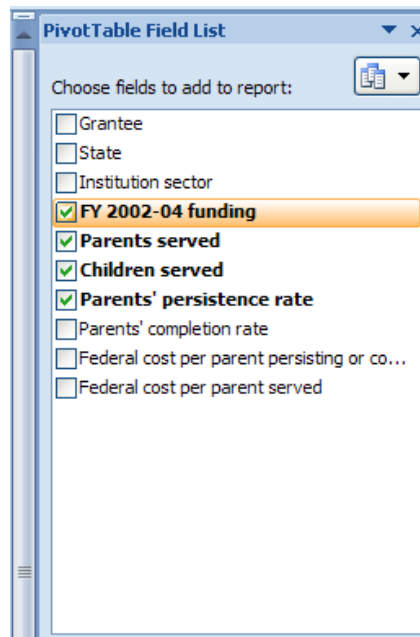 PivotTable Field List
Choose fields to add to report:
Grantee
State
Institution sector
FY 2002-04 funding
Parents served
Children served
Parents' persistence rate
Parents' completion rate
Federal cost per parent persisting or co...
Federal cost per parent served